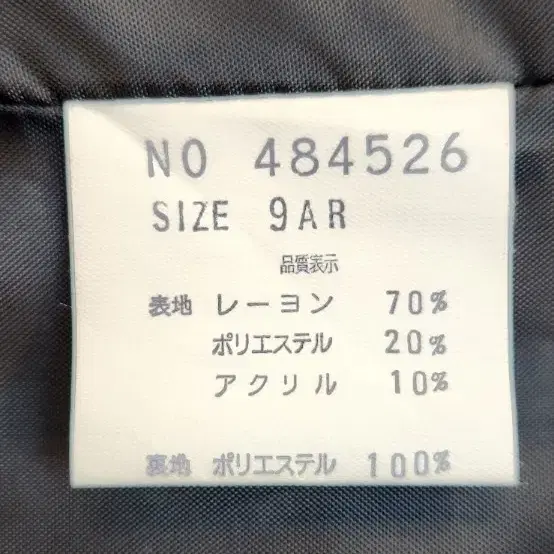 NO 484526
SIZE 9AR
品質表示
表地 レーヨン 70%
ポリエステル 20%
アクリル 10%
裏地 ポリエステル 100%